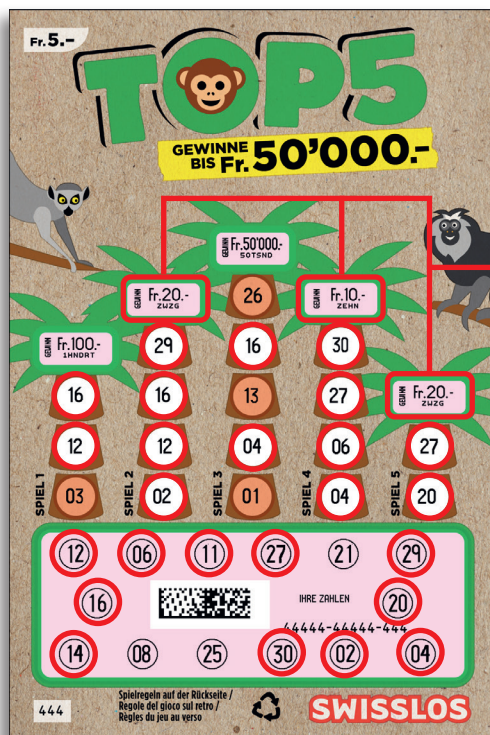 Fr. 5.-
TOP5
GEWINNE
BIS Fr. 50'000.-
GEWINN Fr.50'000.-
50TSND
GEWINN Fr.20.-
ZWZG
GEWINN Fr.10.-
ZEHN
GEWINN Fr.100.-
1HNDRT
GEWINN Fr.20.-
ZWZG
SPIEL 1
16
12
03
SPIEL 2
29
16
12
02
SPIEL 3
26
16
13
04
01
SPIEL 4
30
27
06
04
SPIEL 5
27
20
12 06 11 27 21 29
16 IHRE ZAHLEN 20
44444-44444-444
14 08 25 30 02 04
444
Spielregeln auf der Rückseite /
Regole del gioco sul retro /
Règles du jeu au verso
SWISSLOS